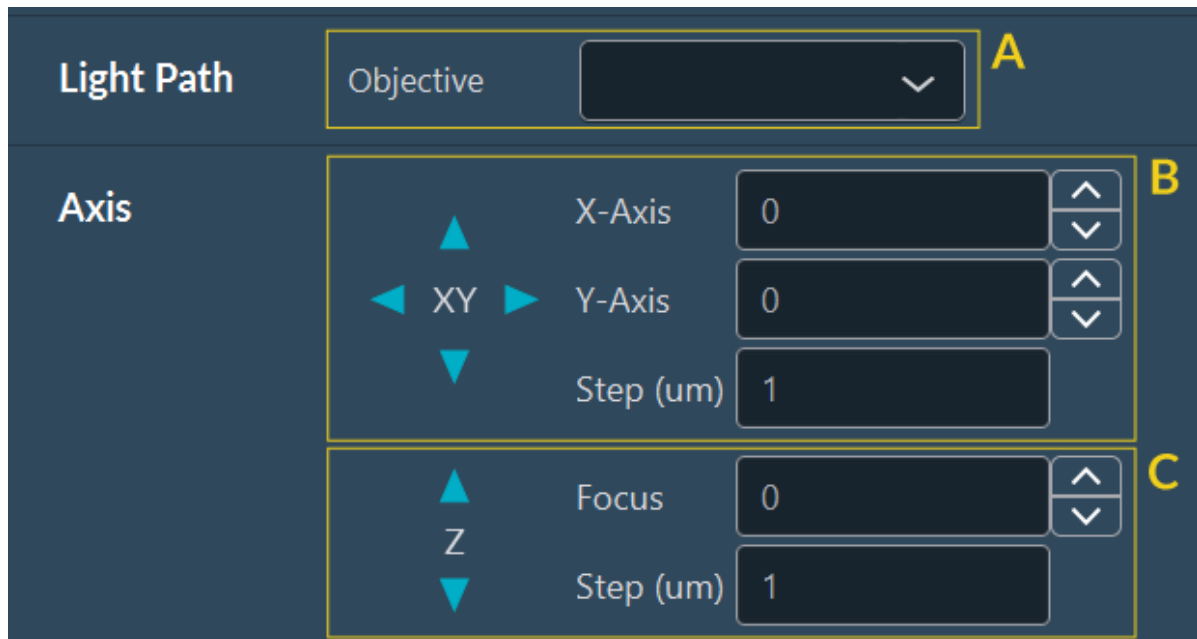 Light Path Objective A
Axis
B
X-Axis 0
XY Y-Axis 0
Step (um) 1
C
Focus 0
Z
Step (um) 1